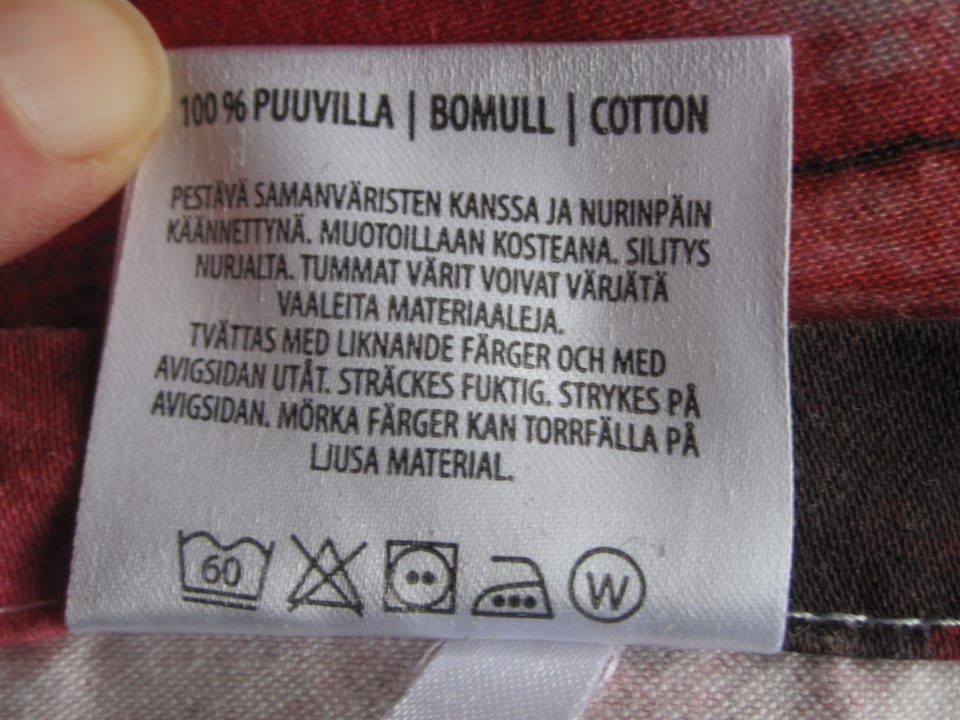 100 % PUUVILLA | BOMULL | COTTON
PESTÄVÄ SAMANVÄRISTEN KANSSA JA NURINPÄIN
KÄÄNNETTYNÄ. MUOTOILLAAN KOSTEANA. SILITYS
NURJALTA. TUMMAT VÄRIT VOIVAT VÄRJÄTÄ
VAALEITA MATERIAALEJA.
TVÄTTAS MED LIKNANDE FÄRGER OCH MED
AVIGSIDAN UTÅT. STRÄCKES FUKTIG. STRYKES PÅ
AVIGSIDAN. MÖRKA FÄRGER KAN TORRFÄLLA PÅ
LJUSA MATERIAL.
60 W